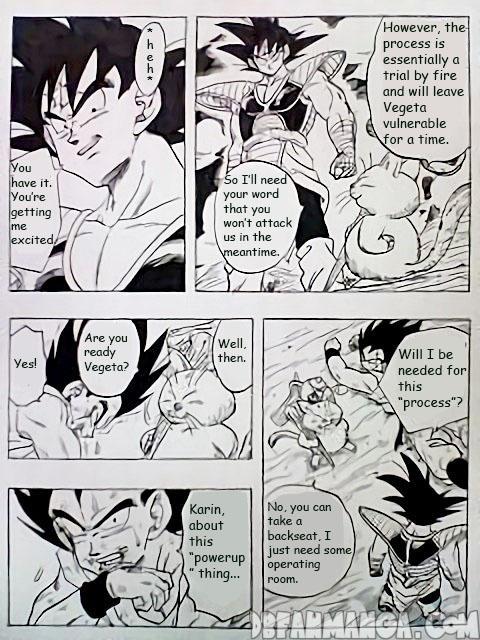 However, the
process is
essentially a
trial by fire
and will leave
Vegeta
vulnerable
for a time.
So I'll need
your word
that you
won't attack
us in the
meantime.
*heh*
You
have it.
You're
getting
me
excited.
Will I be
needed for
this
"process"?
No, you can
take a
backseat, I
just need some
operating
room.
Well,
then.
Are you
ready
Vegeta?
Yes!
Karin,
about
this
"powerup
" thing...
DBFANMANGA.COM